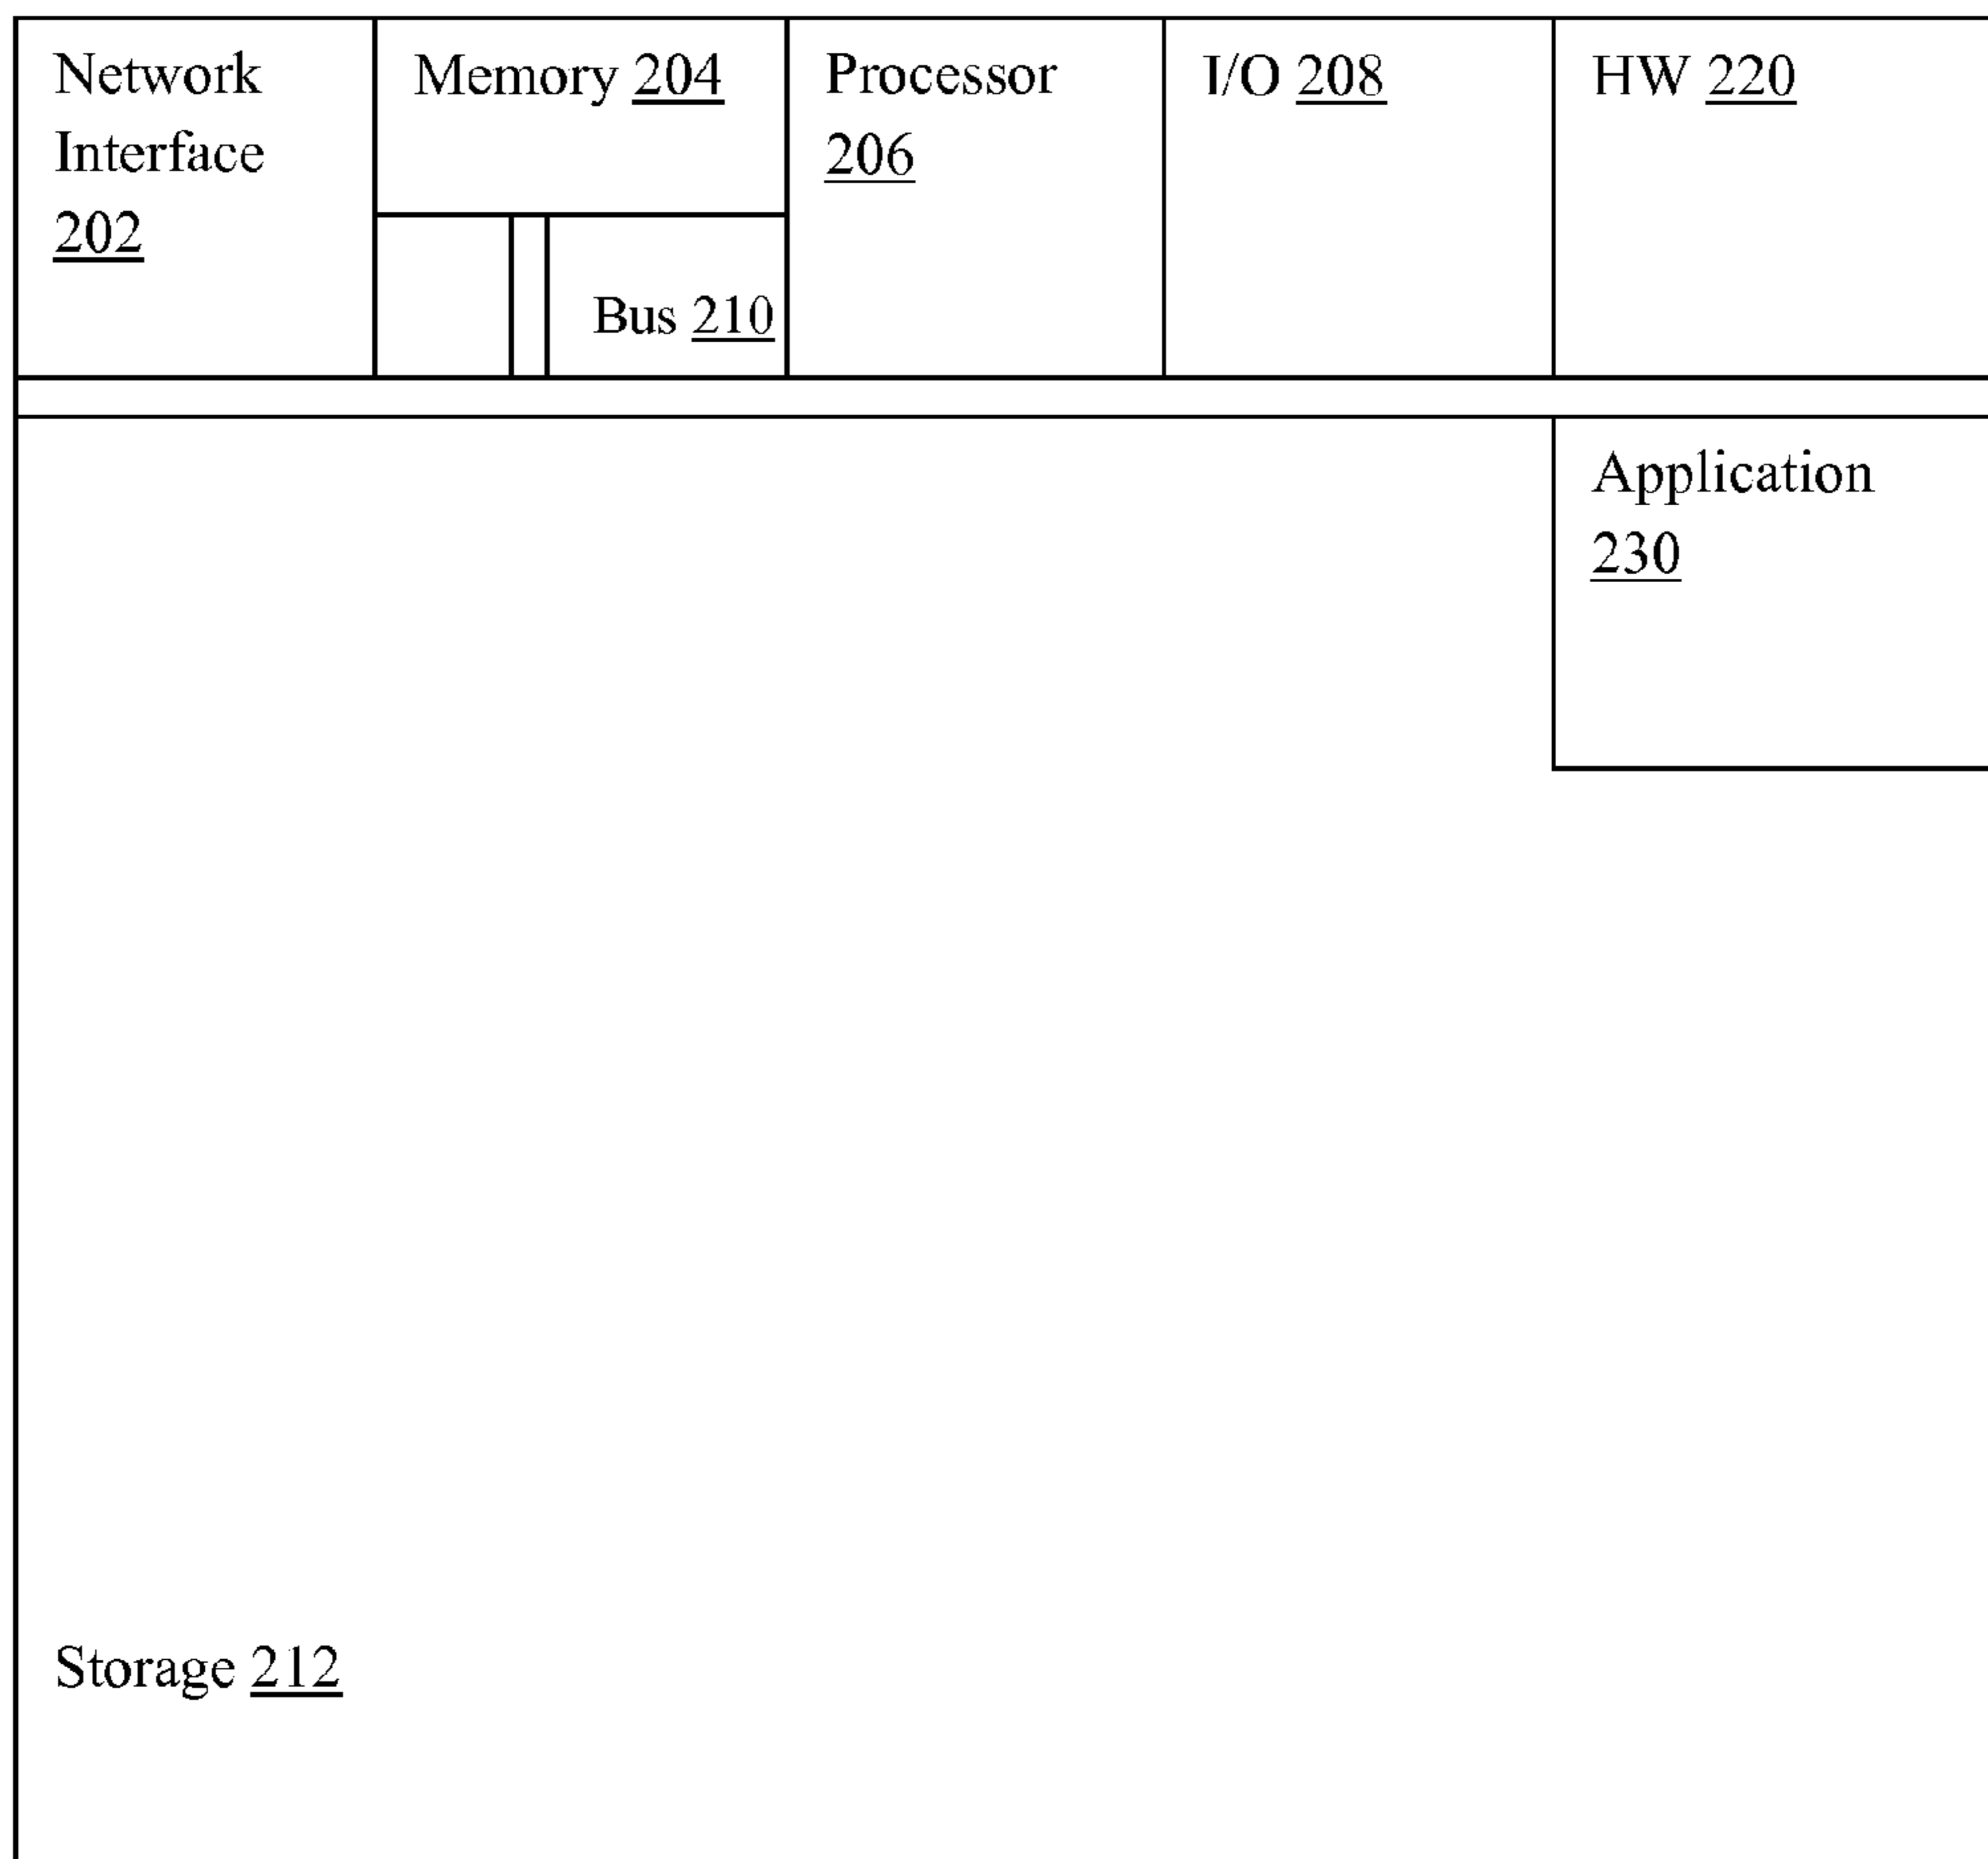 Network
Interface
202
Memory 204
Bus 210
Processor
206
I/O 208
HW 220
Application
230
Storage 212